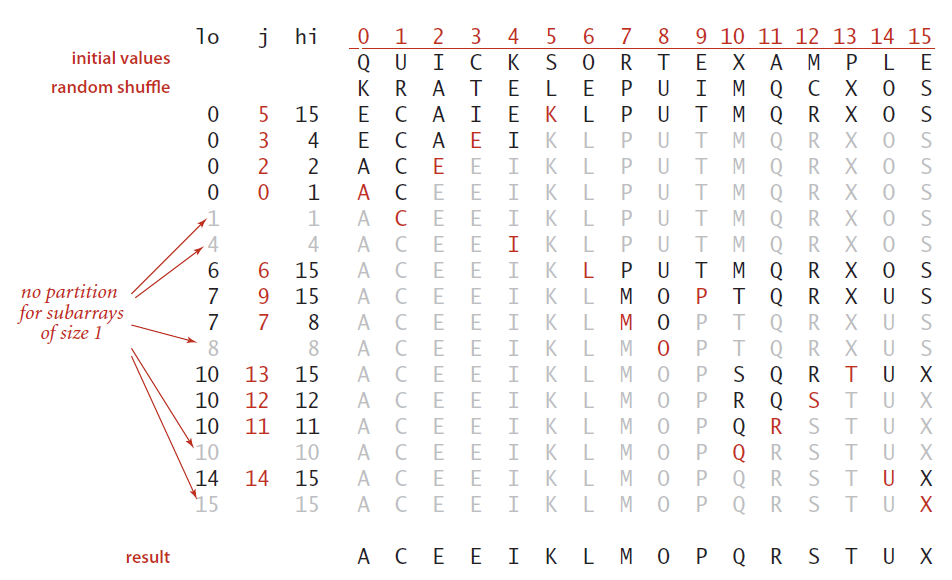 lo j hi 0 1 2 3 4 5 6 7 8 9 10 11 12 13 14 15
initial values Q U I C K S O R T E X A M P L E
random shuffle K R A T E L E P U I M Q C X O S
0 5 15 E C A I E K L P U T M Q R X O S
0 3 4 E C A E I K L P U T M Q R X O S
0 2 2 A C E E I K L P U T M Q R X O S
0 0 1 A C E E I K L P U T M Q R X O S
1 1 A C E E I K L P U T M Q R X O S
4 4 A C E E I K L P U T M Q R X O S
6 6 15 A C E E I K L P U T M Q R X O S
no partition
for subarrays
of size 1
7 9 15 A C E E I K L M O P T Q R X U S
7 7 8 A C E E I K L M O P T Q R X U S
8 8 A C E E I K L M O P T Q R X U S
10 13 15 A C E E I K L M O P S Q R T U X
10 12 12 A C E E I K L M O P R Q S T U X
10 11 11 A C E E I K L M O P Q R S T U X
10 10 A C E E I K L M O P Q R S T U X
14 14 15 A C E E I K L M O P Q R S T U X
15 15 A C E E I K L M O P Q R S T U X
result A C E E I K L M O P Q R S T U X